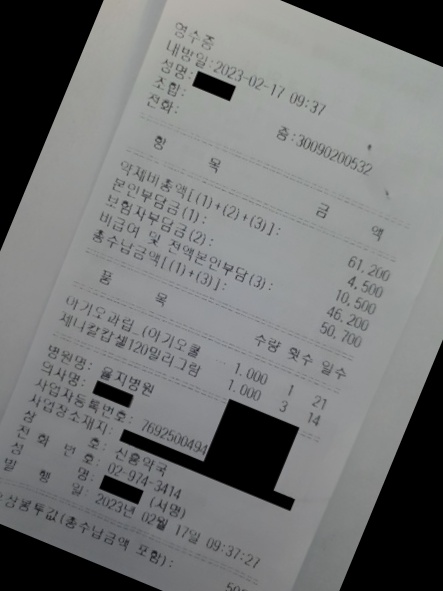 영수증
내방일:2023-02-17 09:37
성명:
조합: 증:30090200532
전화:
항 목 금 액
약제비총액[(1)+(2)+(3)]: 61,200
본인부담금(1): 4,500
보험자부담금(2): 10,500
비급여 및 전액본인부담(3): 46,200
총수납금액[(1)+(3)]: 50,700
품 목 수량 횟수 일수
이기오라립 (이기오쿨 1.000 1 21
제니칼캅셀120밀리그람 1.000 3 14
병원명: 을지병원
의사명:
사업자등록번호: 7692500494
사업장소재지:
상 호: 신흥약국
전 화 번 호: 02-974-3414
성 명: (서명)
발 행 일: 2023년 02월 17일 09:37:27
상봉투값(총수납금액 포함):